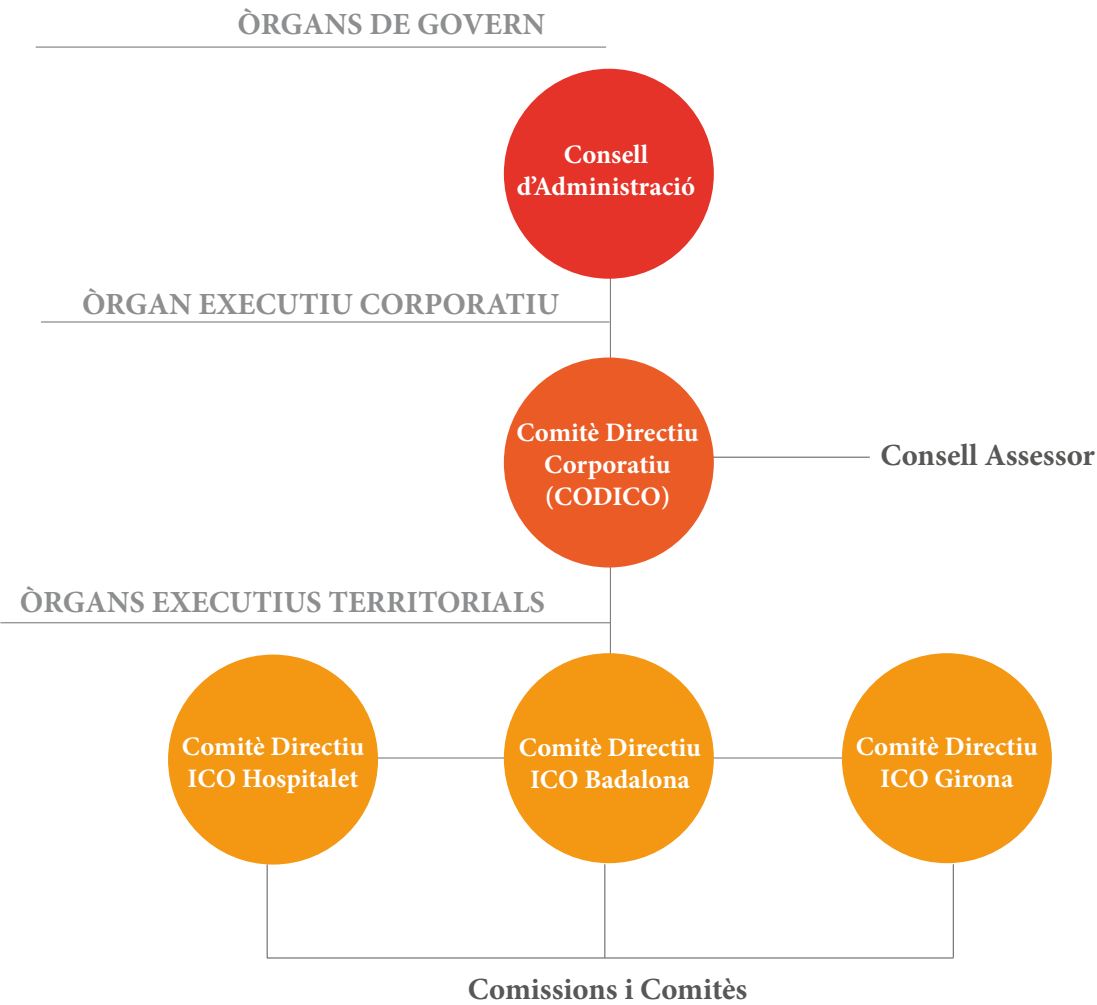 ÒRGANS DE GOVERN
Consell
d’Administració
ÒRGAN EXECUTIU CORPORATIU
Comitè Directiu
Corporatiu
(CODICO)
Consell Assessor
ÒRGANS EXECUTIUS TERRITORIALS
Comitè Directiu
ICO Hospitalet
Comitè Directiu
ICO Badalona
Comitè Directiu
ICO Girona
Comissions i Comitès